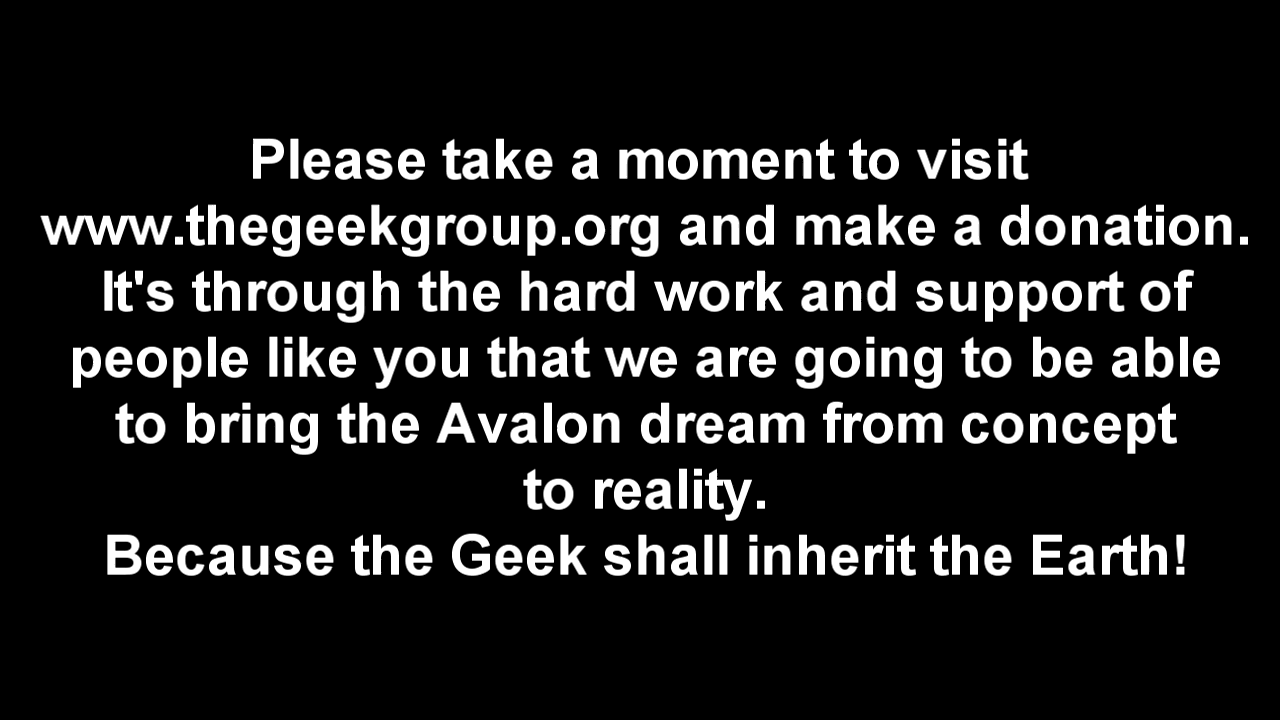 Please take a moment to visit
www.thegeekgroup.org and make a donation.
It's through the hard work and support of
people like you that we are going to be able
to bring the Avalon dream from concept
to reality.
Because the Geek shall inherit the Earth!